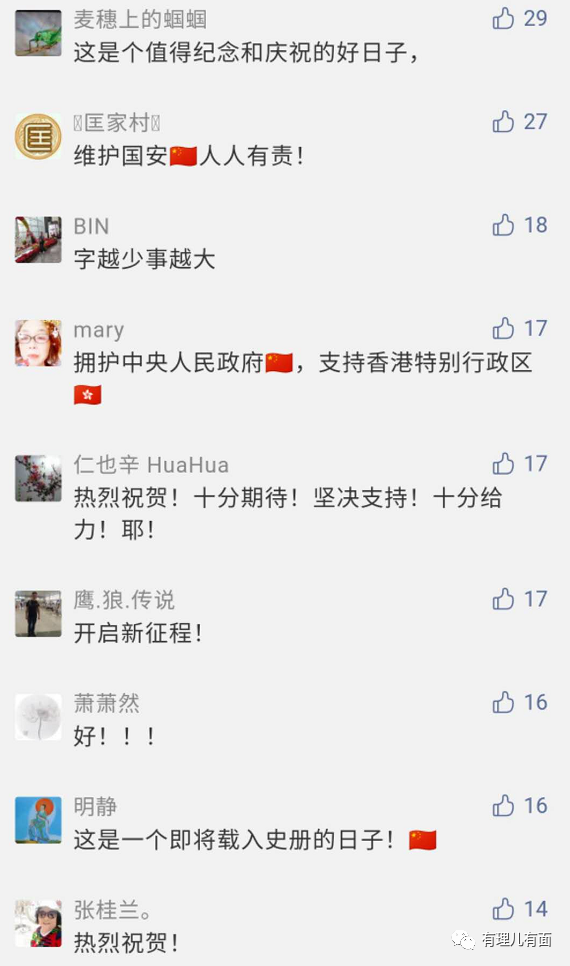 麦穗上的蝈蝈
29
这是个值得纪念和庆祝的好日子，
匡家村
27
维护国安🇨🇳人人有责！
BIN
18
字越少事越大
mary
17
拥护中央人民政府🇨🇳，支持香港特别行政区
🇭🇰
仁也辛 HuaHua
17
热烈祝贺！十分期待！坚决支持！十分给
力！耶！
鹰.狼.传说
17
开启新征程！
萧萧然
16
好！！！
明静
16
这是一个即将载入史册的日子！🇨🇳
张桂兰。
14
热烈祝贺！
有理儿有面